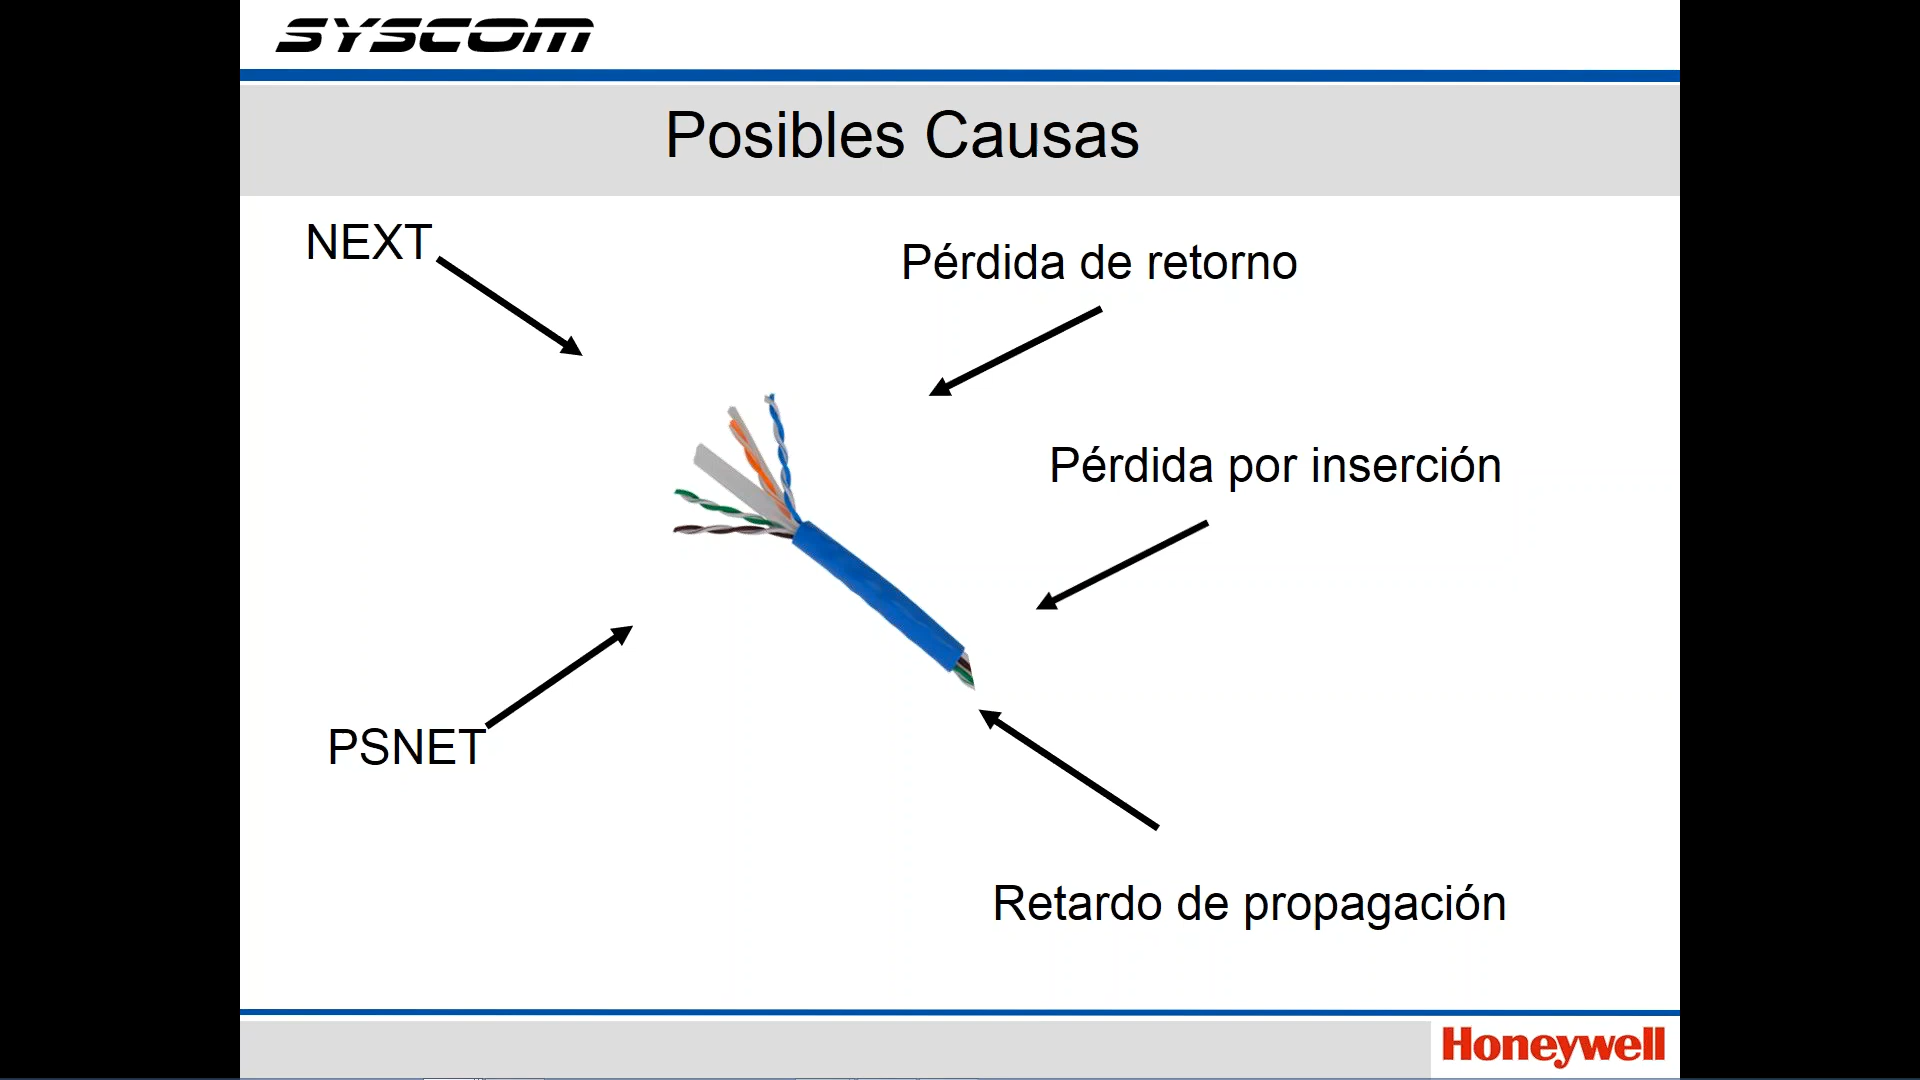 SYSCOM
Posibles Causas
NEXT
Pérdida de retorno
Pérdida por inserción
PSNET
Retardo de propagación
Honeywell